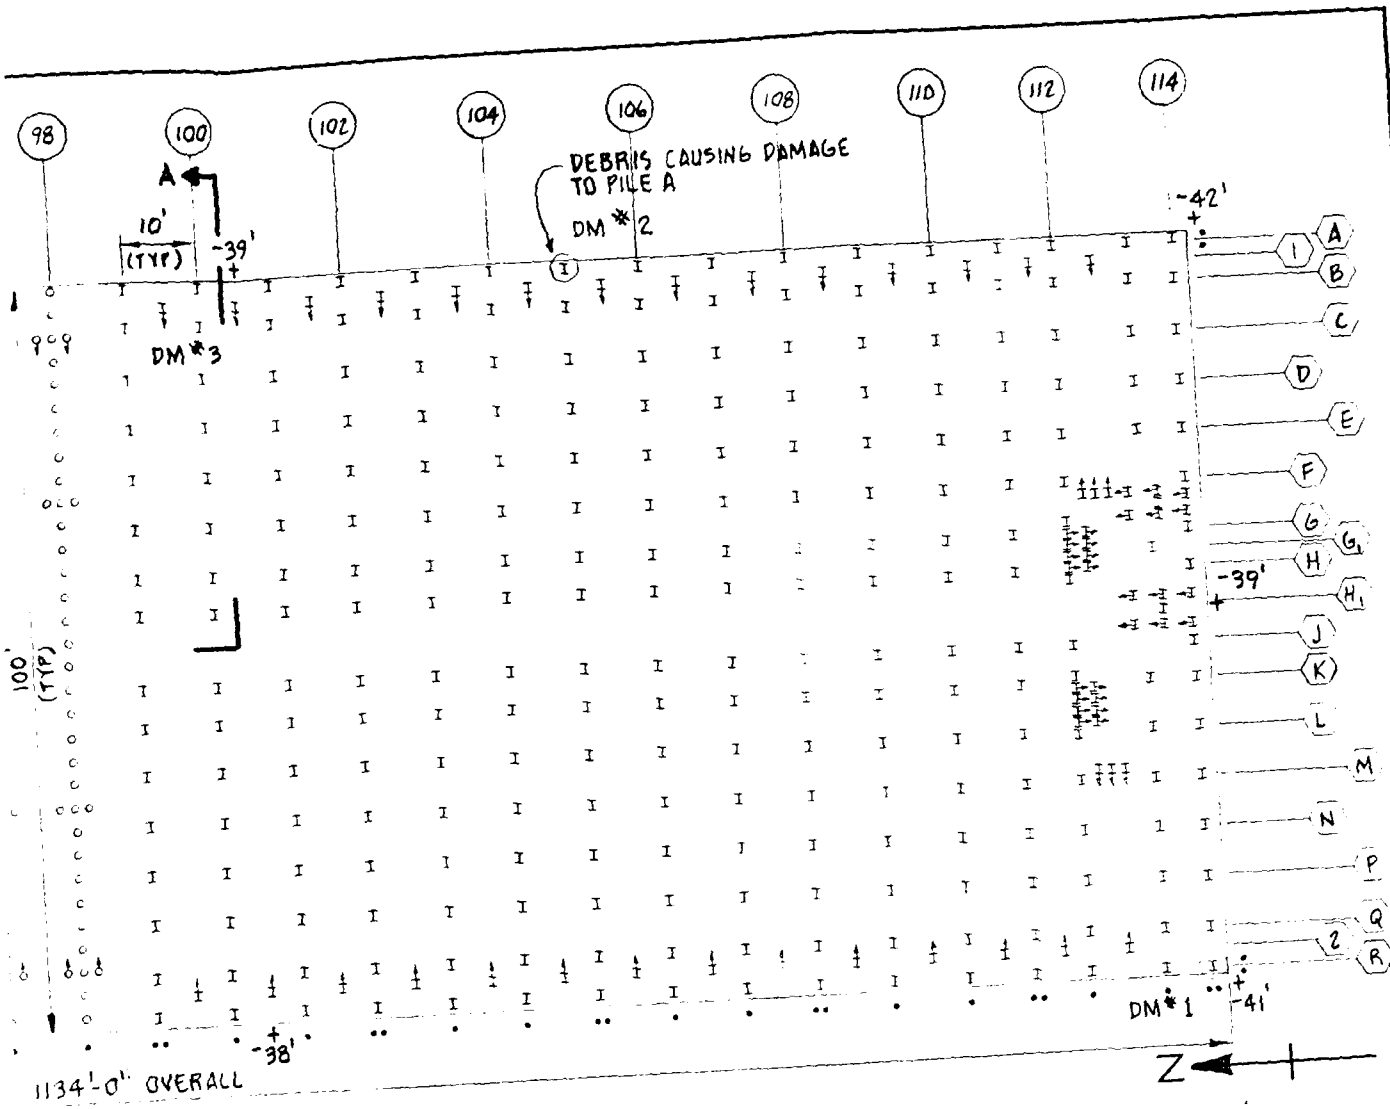 98
100
102
104
106
108
110
112
114
A
DEBRIS CAUSING DAMAGE
TO PILE A
DM #2
10'
(TYP)
-39'
-42'
A
1
B
C
DM #3
D
E
F
G
G1
H
-39'
H1
J
K
100'
(TYP)
L
M
N
P
Q
2
R
DM #1
-41'
-38'
1134'-0" OVERALL
Z